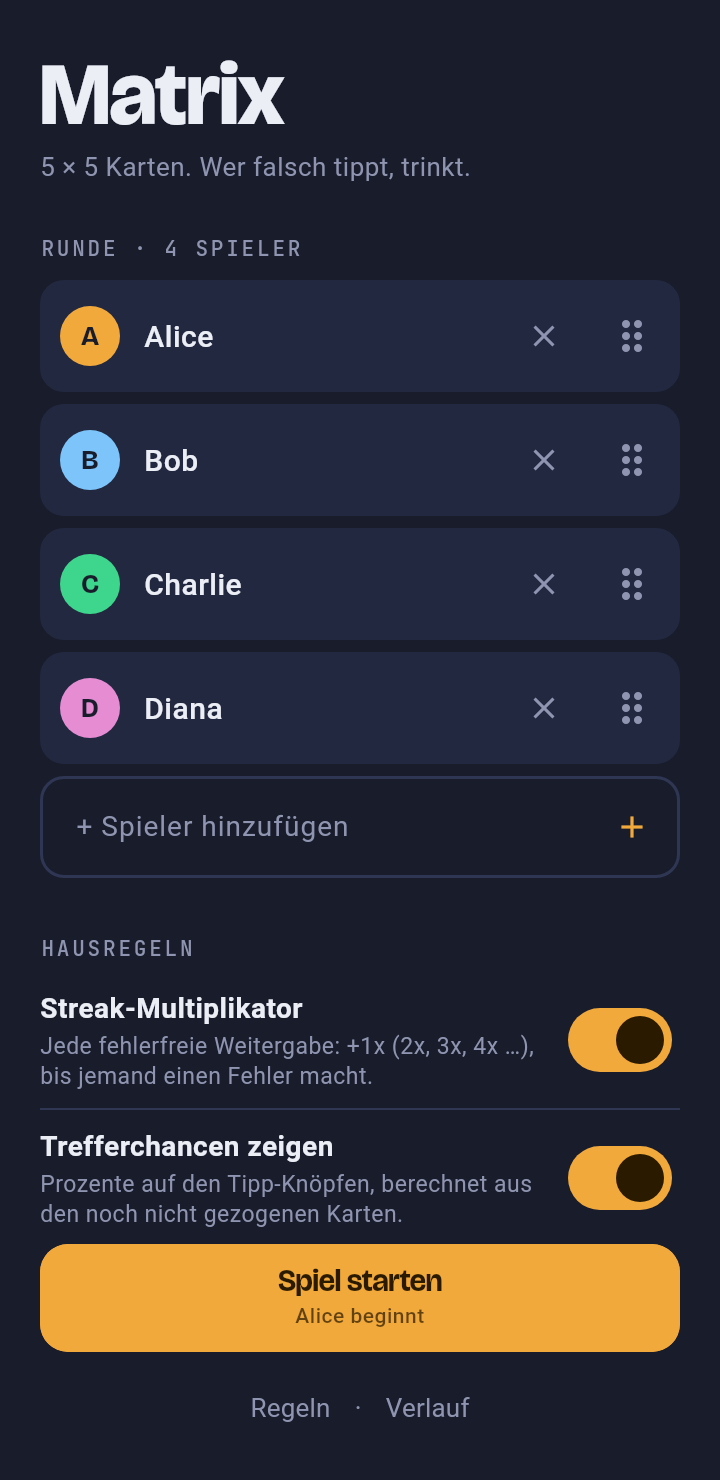 Matrix
5 × 5 Karten. Wer falsch tippt, trinkt.
RUNDE · 4 SPIELER
A Alice
B Bob
C Charlie
D Diana
+ Spieler hinzufügen +
HAUSREGELN
Streak-Multiplikator
Jede fehlerfreie Weitergabe: +1x (2x, 3x, 4x …),
bis jemand einen Fehler macht.
Trefferchancen zeigen
Prozente auf den Tipp-Knöpfen, berechnet aus
den noch nicht gezogenen Karten.
Spiel starten
Alice beginnt
Regeln · Verlauf